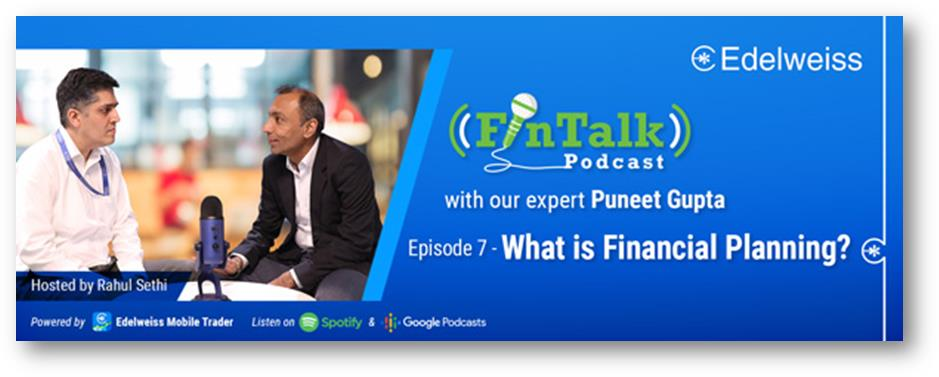 Edelweiss
FinTalk
Podcast
with our expert Puneet Gupta
Episode 7 - What is Financial Planning?
Hosted by Rahul Sethi
Powered by Edelweiss Mobile Trader Listen on Spotify & Google Podcasts